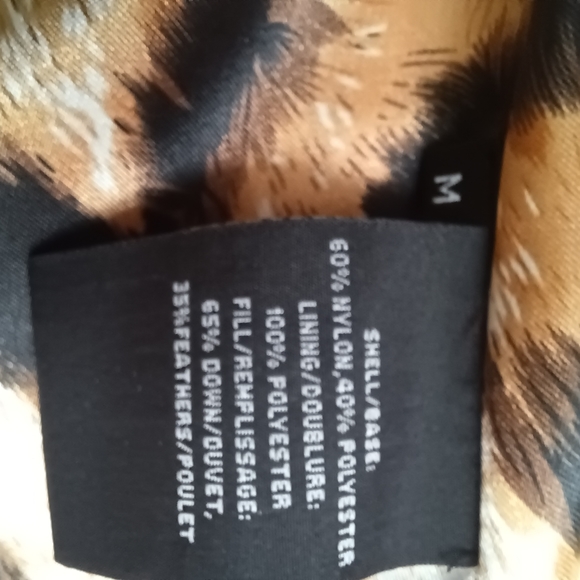 M
SHELL/BASE:
60% NYLON,40% POLYESTER
LINING/DOUBLURE:
100% POLYESTER
FILL/REMPLISSAGE:
65% DOWN/DUVET,
35%FEATHERS/POULET